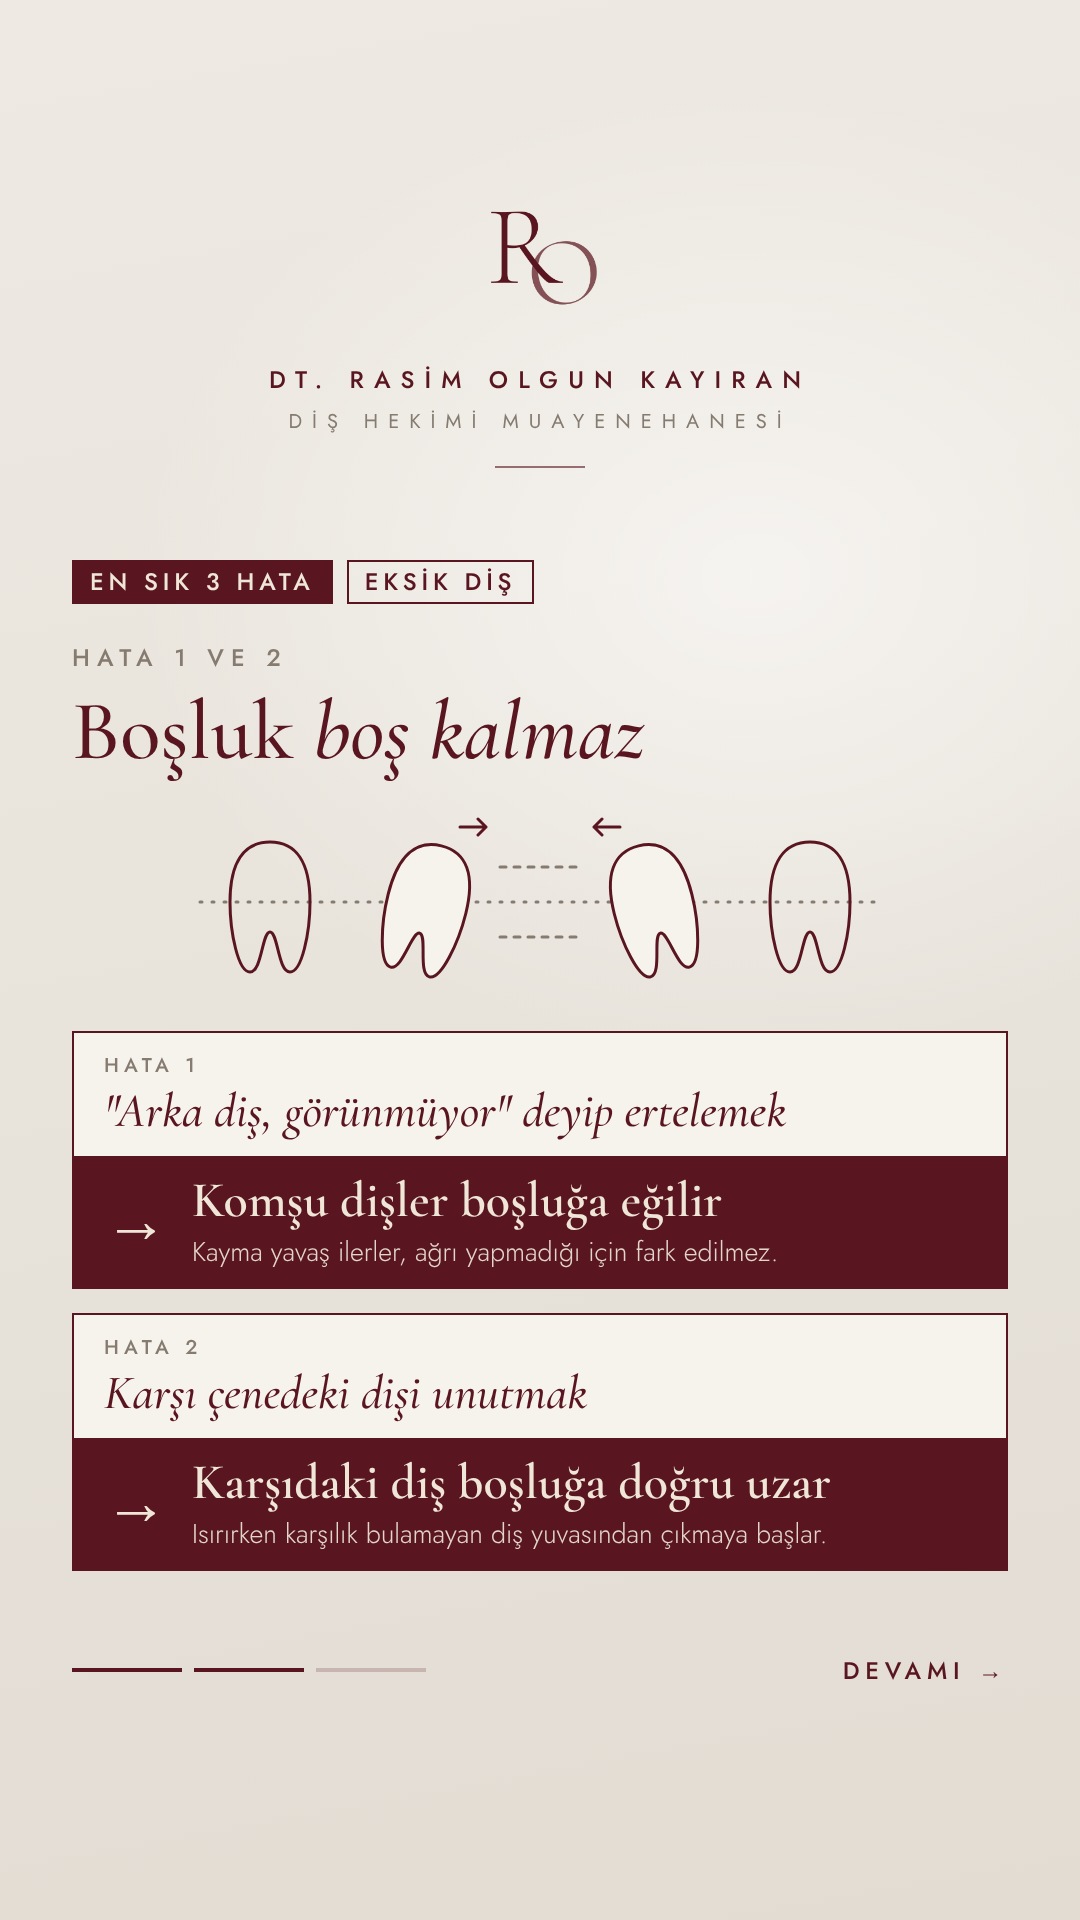 RO
DT. RASİM OLGUN KAYIRAN
DİŞ HEKİMİ MUAYENEHANESİ
EN SIK 3 HATA
EKSİK DİŞ
HATA 1 VE 2
Boşluk boş kalmaz
→ ←
HATA 1
"Arka diş, görünmüyor" deyip ertelemek
→ Komşu dişler boşluğa eğilir
Kayma yavaş ilerler, ağrı yapmadığı için fark edilmez.
HATA 2
Karşı çenedeki dişi unutmak
→ Karşıdaki diş boşluğa doğru uzar
Isırırken karşılık bulamayan diş yuvasından çıkmaya başlar.
DEVAMI →